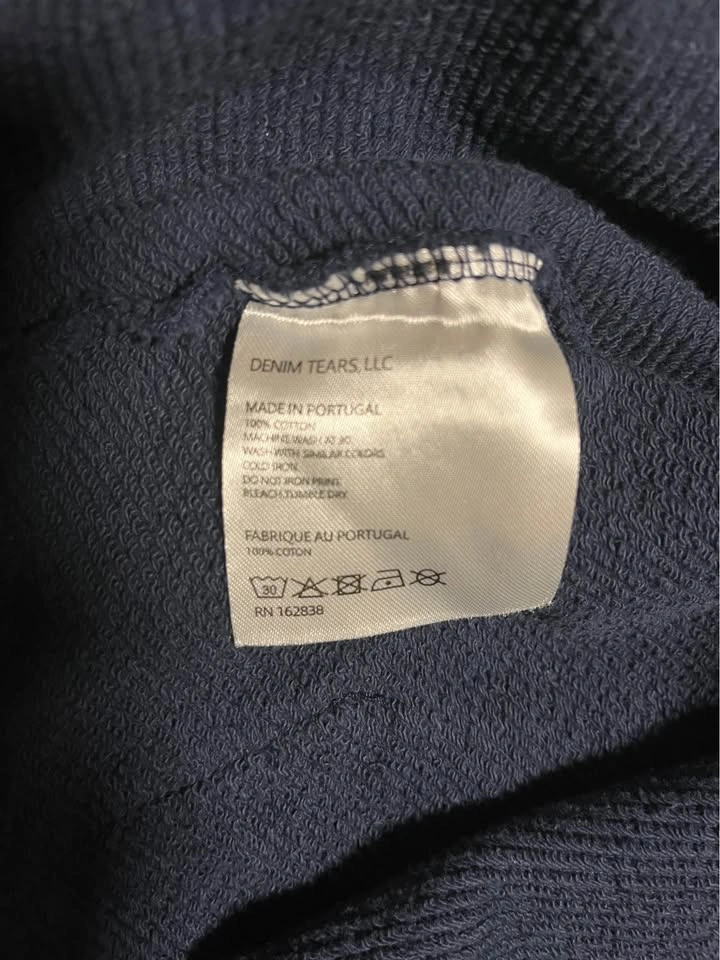 DENIM TEARS, LLC
MADE IN PORTUGAL
100% COTTON
MACHINE WASH AT 30
WASH WITH SIMILAR COLORS
COLD IRON
DO NOT IRON PRINT
BLEACH,TUMBLE DRY
FABRIQUE AU PORTUGAL
100% COTON
30
RN 162838